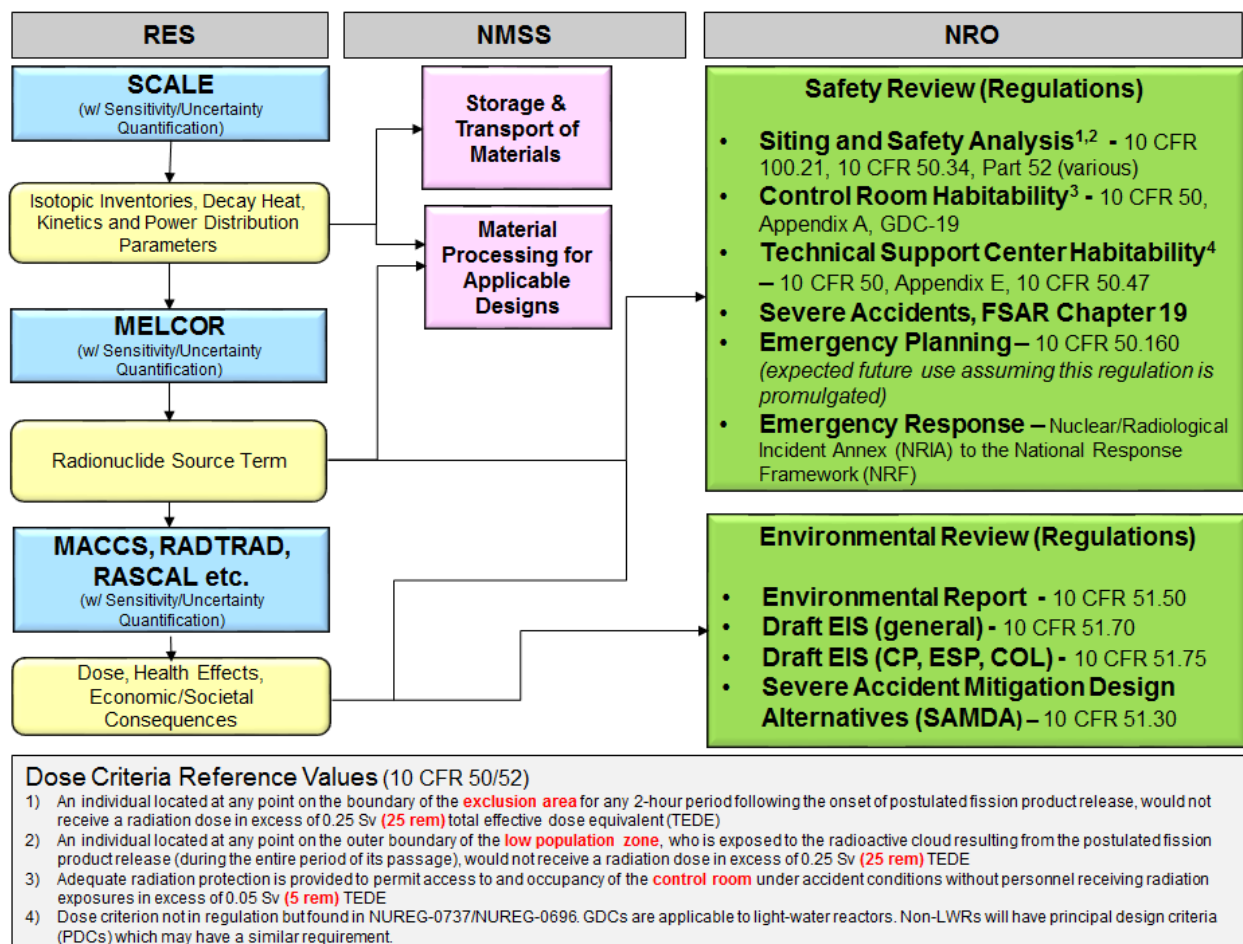 RES
NMSS
NRO
SCALE
(w/ Sensitivity/Uncertainty
Quantification)
Isotopic Inventories, Decay Heat,
Kinetics and Power Distribution
Parameters
MELCOR
(w/ Sensitivity/Uncertainty
Quantification)
Radionuclide Source Term
MACCS, RADTRAD,
RASCAL etc.
(w/ Sensitivity/Uncertainty
Quantification)
Dose, Health Effects,
Economic/Societal
Consequences
Storage &
Transport of
Materials
Material
Processing for
Applicable
Designs
Safety Review (Regulations)
• Siting and Safety Analysis1,2 - 10 CFR
100.21, 10 CFR 50.34, Part 52 (various)
• Control Room Habitability3 - 10 CFR 50,
Appendix A, GDC-19
• Technical Support Center Habitability4
– 10 CFR 50, Appendix E, 10 CFR 50.47
• Severe Accidents, FSAR Chapter 19
• Emergency Planning – 10 CFR 50.160
(expected future use assuming this regulation is
promulgated)
• Emergency Response – Nuclear/Radiological
Incident Annex (NRIA) to the National Response
Framework (NRF)
Environmental Review (Regulations)
• Environmental Report - 10 CFR 51.50
• Draft EIS (general) - 10 CFR 51.70
• Draft EIS (CP, ESP, COL) - 10 CFR 51.75
• Severe Accident Mitigation Design
Alternatives (SAMDA) – 10 CFR 51.30
Dose Criteria Reference Values (10 CFR 50/52)
1) An individual located at any point on the boundary of the exclusion area for any 2-hour period following the onset of postulated fission product release, would not
receive a radiation dose in excess of 0.25 Sv (25 rem) total effective dose equivalent (TEDE)
2) An individual located at any point on the outer boundary of the low population zone, who is exposed to the radioactive cloud resulting from the postulated fission
product release (during the entire period of its passage), would not receive a radiation dose in excess of 0.25 Sv (25 rem) TEDE
3) Adequate radiation protection is provided to permit access to and occupancy of the control room under accident conditions without personnel receiving radiation
exposures in excess of 0.05 Sv (5 rem) TEDE
4) Dose criterion not in regulation but found in NUREG-0737/NUREG-0696. GDCs are applicable to light-water reactors. Non-LWRs will have principal design criteria
(PDCs) which may have a similar requirement.